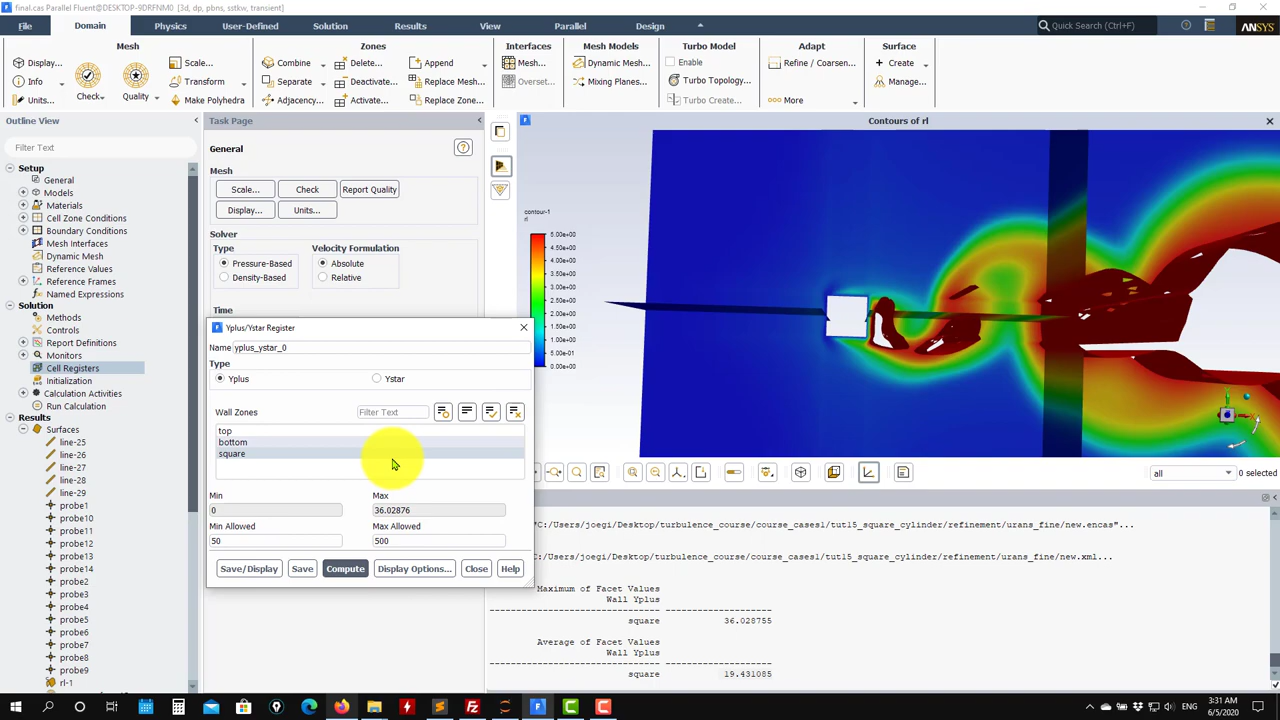 final.cas Parallel Fluent@DESKTOP-9DRFNM0 [3d, dp, pbns, sstkw, transient]
File Domain Physics User-Defined Solution Results View Parallel Design Quick Search (Ctrl+F) ANSYS
Mesh Zones Interfaces Mesh Models Turbo Model Adapt Surface
Display... Scale... Combine Delete... Append Mesh... Dynamic Mesh... Enable Refine / Coarsen... Create
Info Transform Separate Deactivate... Replace Mesh... Overset... Mixing Planes... Turbo Topology... Manage...
Units... Check Quality Make Polyhedra Adjacency... Activate... Replace Zone... Turbo Create... More
Outline View Task Page Contours of rl
Filter Text
Setup
General
Models
Materials
Cell Zone Conditions
Boundary Conditions
Mesh Interfaces
Dynamic Mesh
Reference Values
Reference Frames
Named Expressions
Solution
Methods
Controls
Report Definitions
Monitors
Cell Registers
Initialization
Calculation Activities
Run Calculation
Results
Surfaces
line-25
line-26
line-27
line-28
line-29
probe1
probe10
probe11
probe12
probe13
probe14
probe2
probe3
probe4
probe5
probe6
probe7
probe8
probe9
rl-1
General
Mesh
Scale... Check Report Quality
Display... Units...
Solver
Type Velocity Formulation
Pressure-Based Absolute
Density-Based Relative
Time
Yplus/Ystar Register
Name yplus_ystar_0
Type
Yplus Ystar
Wall Zones Filter Text
top
bottom
square
Min Max
0 36.02876
Min Allowed Max Allowed
50 500
Save/Display Save Compute Display Options... Close Help
contour-1
rl
5.00e+00
4.50e+00
4.00e+00
3.50e+00
3.00e+00
2.50e+00
2.00e+00
1.50e+00
1.00e+00
5.00e-01
0.00e+00
all 0 selected
"C:/Users/joegi/Desktop/turbulence_course/course_cases1/tut15_square_cylinder/refinement/urans_fine/new.encas"...
"C:/Users/joegi/Desktop/turbulence_course/course_cases1/tut15_square_cylinder/refinement/urans_fine/new.xml"...
Maximum of Facet Values
Wall Yplus
square 36.028755
Average of Facet Values
Wall Yplus
square 19.431085
ENG 3:31 AM
6/5/2020